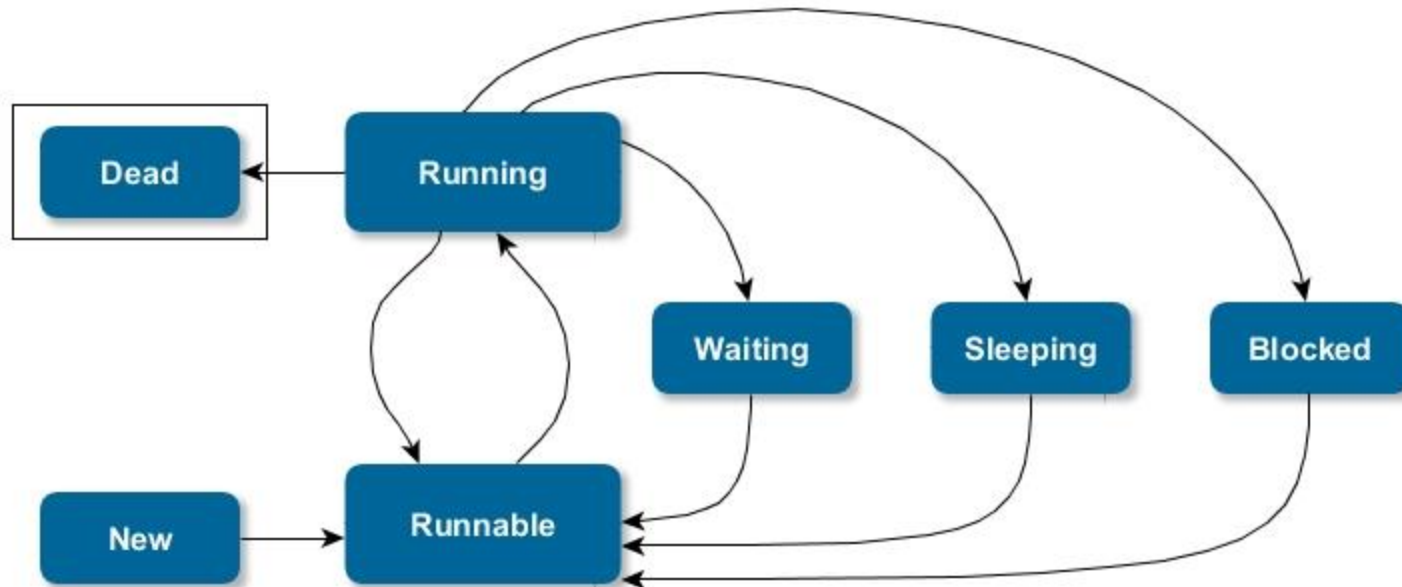 Dead
Running
Waiting
Sleeping
Blocked
New
Runnable